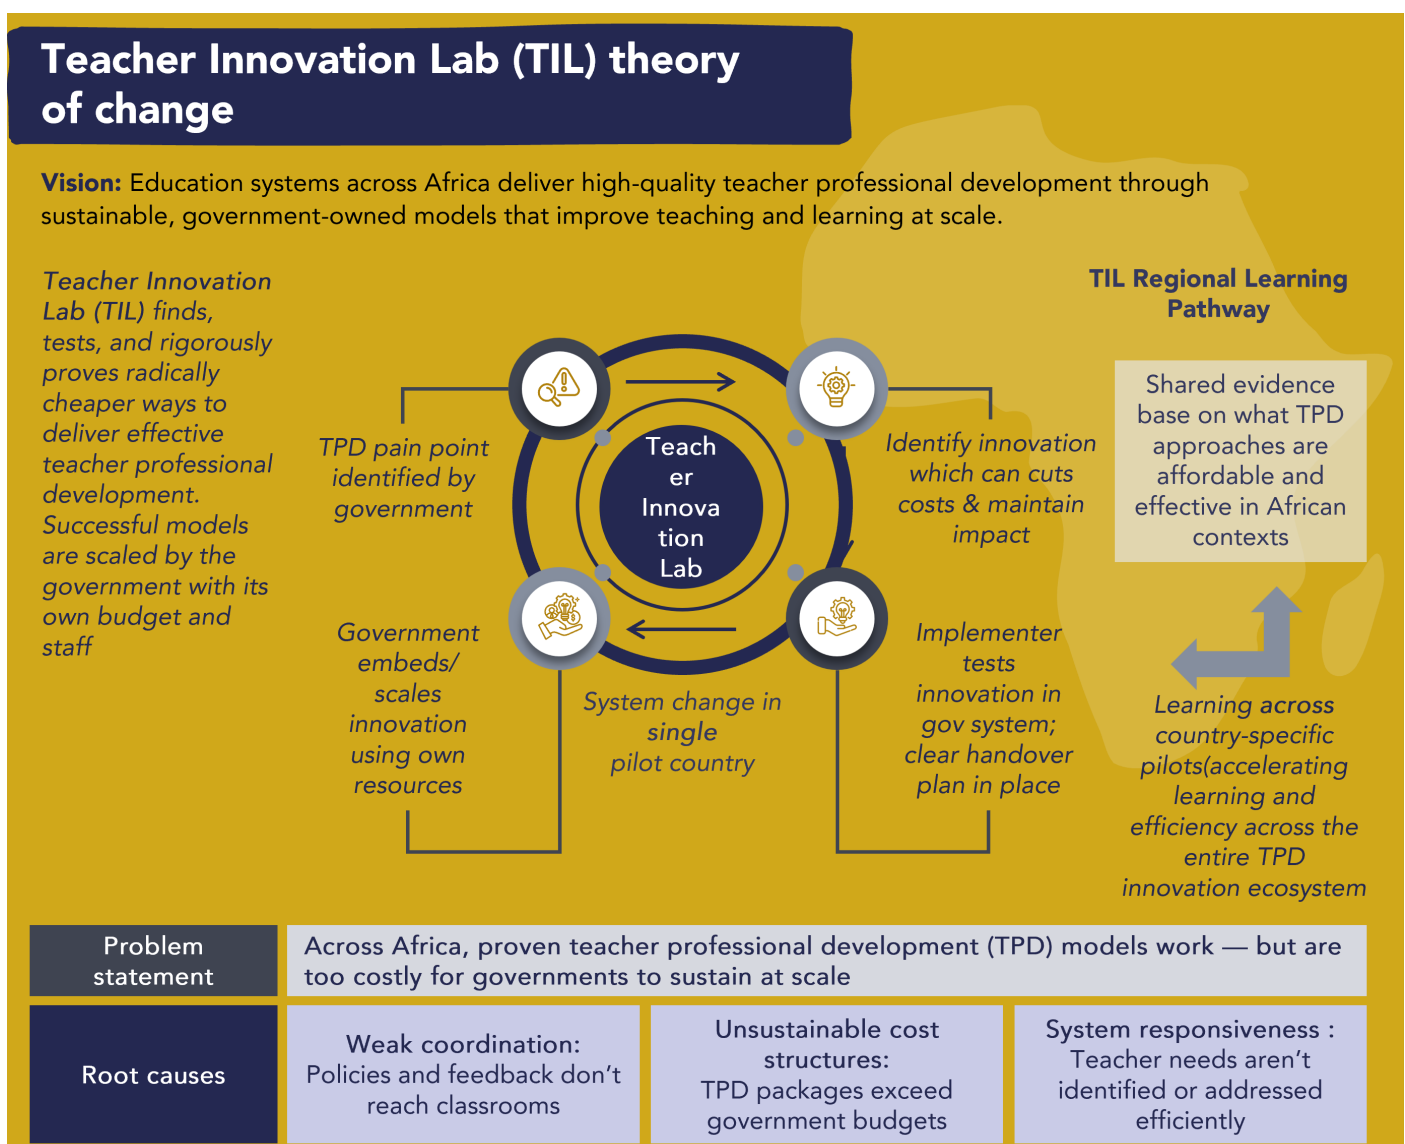 Teacher Innovation Lab (TIL) theory
of change
Vision: Education systems across Africa deliver high-quality teacher professional development through
sustainable, government-owned models that improve teaching and learning at scale.
Teacher Innovation
Lab (TIL) finds,
tests, and rigorously
proves radically
cheaper ways to
deliver effective
teacher professional
development.
Successful models
are scaled by the
government with its
own budget and
staff
TPD pain point
identified by
government
Teach
er
Innova
tion
Lab
Identify innovation
which can cuts
costs & maintain
impact
Government
embeds/
scales
innovation
using own
resources
System change in
single
pilot country
Implementer
tests
innovation in
gov system;
clear handover
plan in place
TIL Regional Learning
Pathway
Shared evidence
base on what TPD
approaches are
affordable and
effective in African
contexts
Learning across
country-specific
pilots(accelerating
learning and
efficiency across the
entire TPD
innovation ecosystem
Problem
statement
Across Africa, proven teacher professional development (TPD) models work — but are
too costly for governments to sustain at scale
Root causes
Weak coordination:
Policies and feedback don’t
reach classrooms
Unsustainable cost
structures:
TPD packages exceed
government budgets
System responsiveness :
Teacher needs aren’t
identified or addressed
efficiently